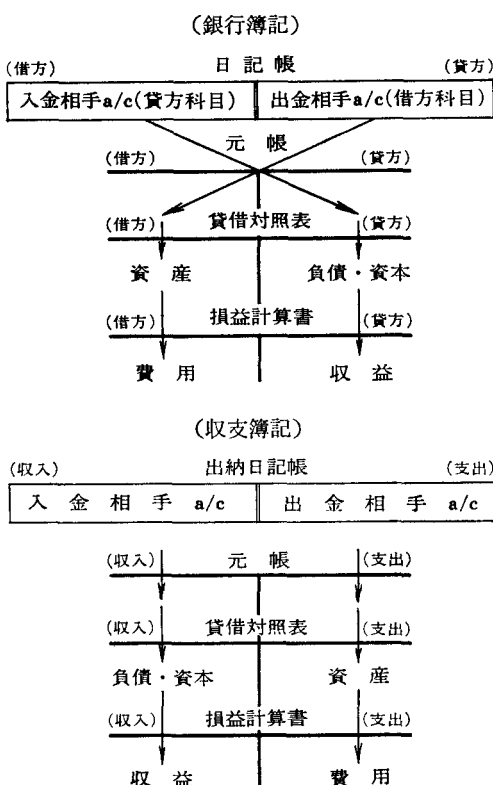 (銀行簿記)
(借方) 日記帳 (貸方)
入金相手a/c(貸方科目) 出金相手a/c(借方科目)
元帳
(借方) (貸方)
(借方) 貸借対照表 (貸方)
資産 負債・資本
(借方) 損益計算書 (貸方)
費用 収益
(収支簿記)
(収入) 出納日記帳 (支出)
入金相手a/c 出金相手a/c
(収入) 元帳 (支出)
(収入) 貸借対照表 (支出)
負債・資本 資産
(収入) 損益計算書 (支出)
収益 費用